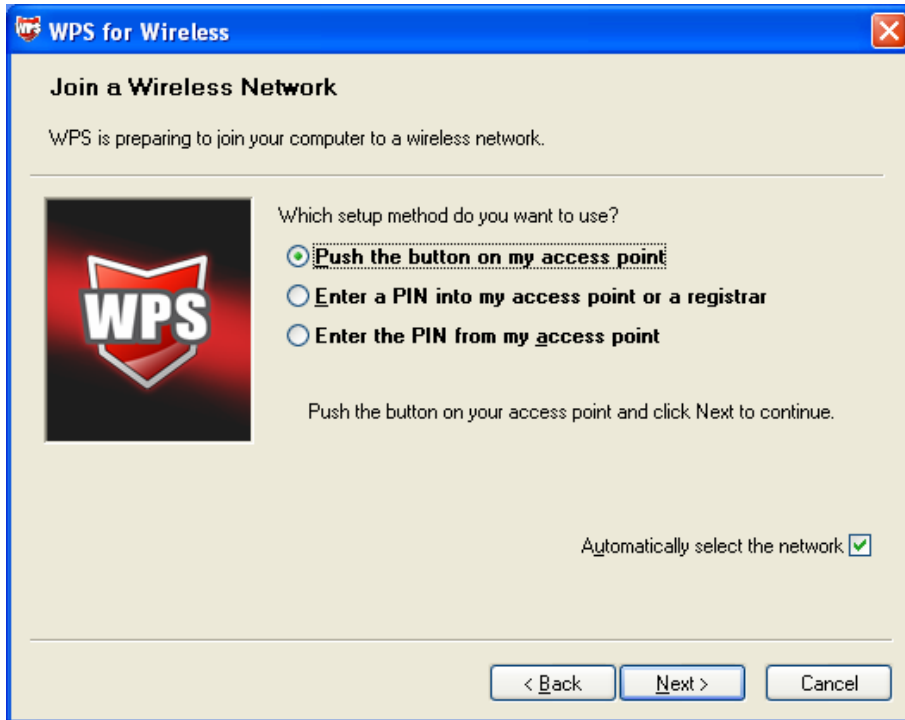 WPS WPS for Wireless
Join a Wireless Network
WPS is preparing to join your computer to a wireless network.
WPS
Which setup method do you want to use?
Push the button on my access point
Enter a PIN into my access point or a registrar
Enter the PIN from my access point
Push the button on your access point and click Next to continue.
Automatically select the network
< Back
Next >
Cancel